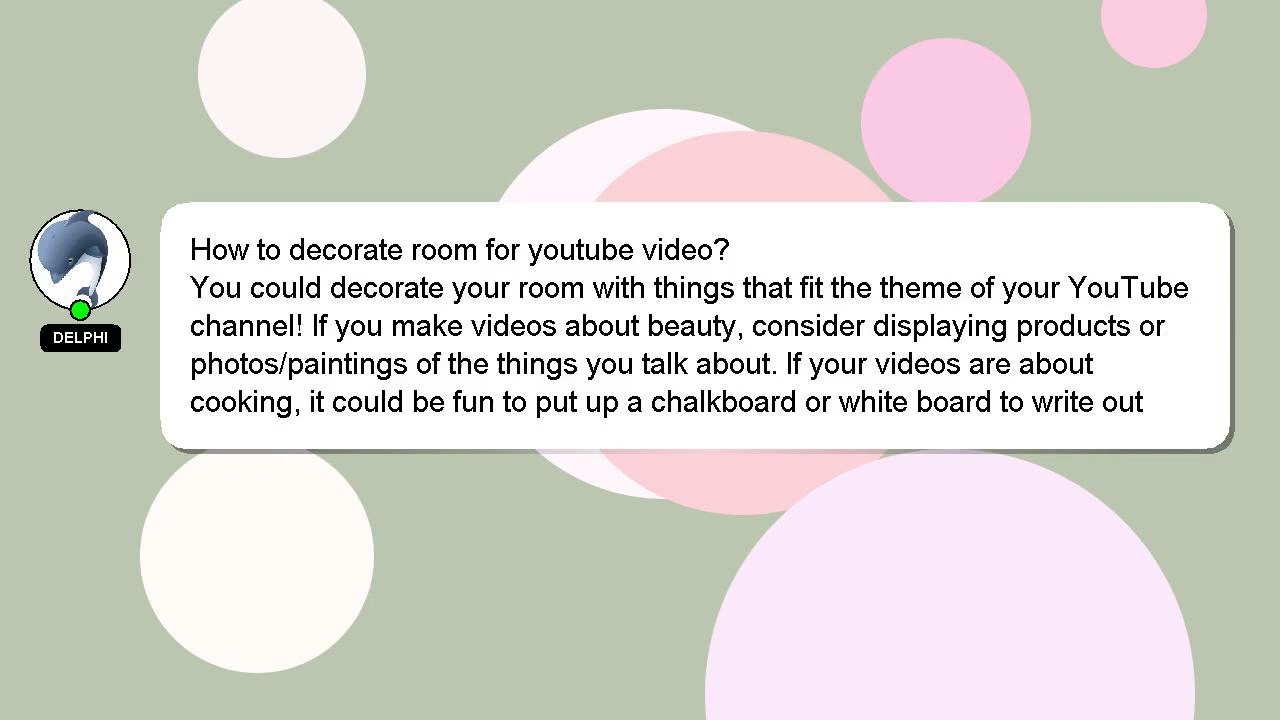 How to decorate room for youtube video?
You could decorate your room with things that fit the theme of your YouTube
channel! If you make videos about beauty, consider displaying products or
photos/paintings of the things you talk about. If your videos are about
cooking, it could be fun to put up a chalkboard or white board to write out
DELPHI